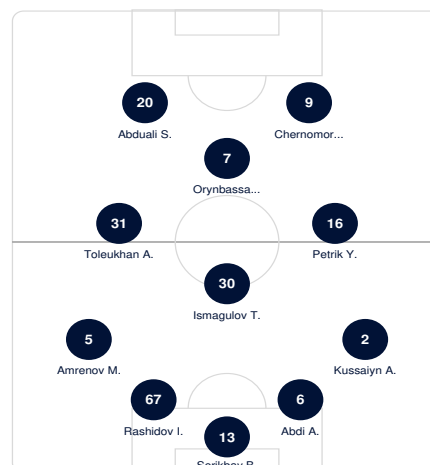 20
9
Abduali S.
Chernomor...
7
Orynbassa...
31
16
Toleukhan A.
Petrik Y.
30
Ismagulov T.
5
2
Amrenov M.
Kussaiyn A.
67
6
Rashidov I.
Abdi A.
13